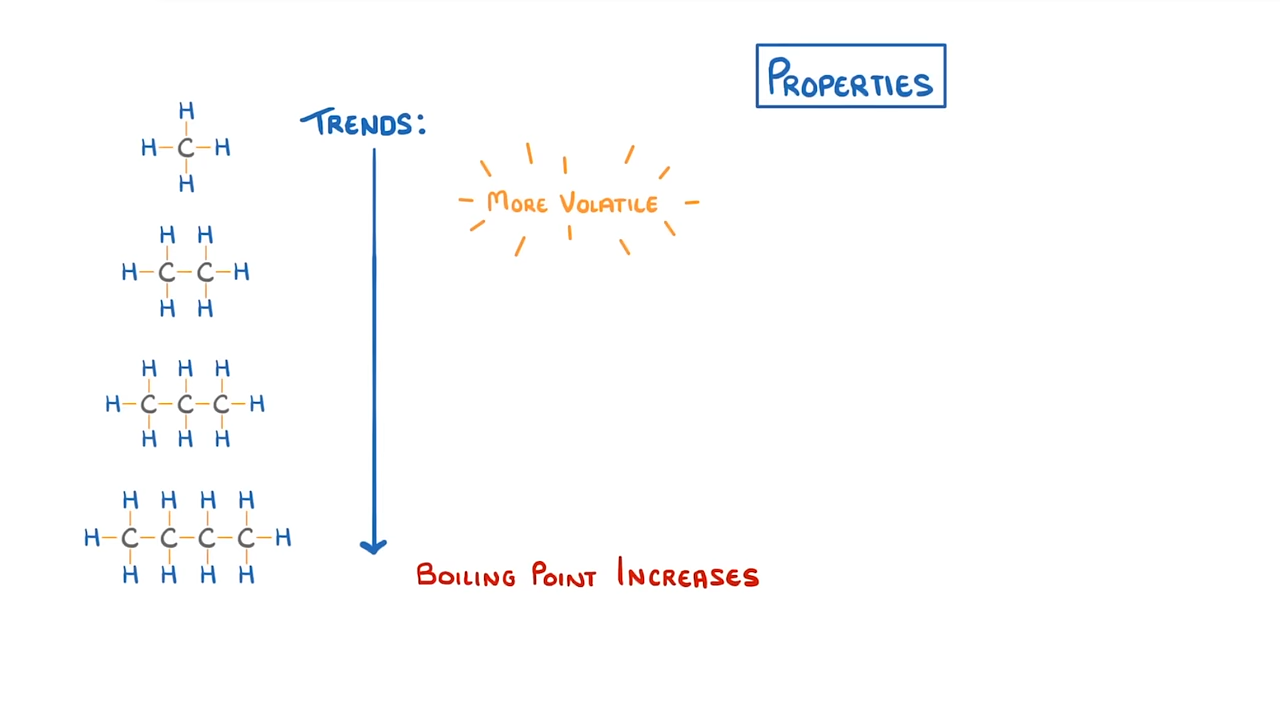 PROPERTIES
TRENDS:
MORE VOLATILE
BOILING POINT INCREASES
H
H-C-H
H
H H
H-C-C-H
H H
H H H
H-C-C-C-H
H H H
H H H H
H-C-C-C-C-H
H H H H